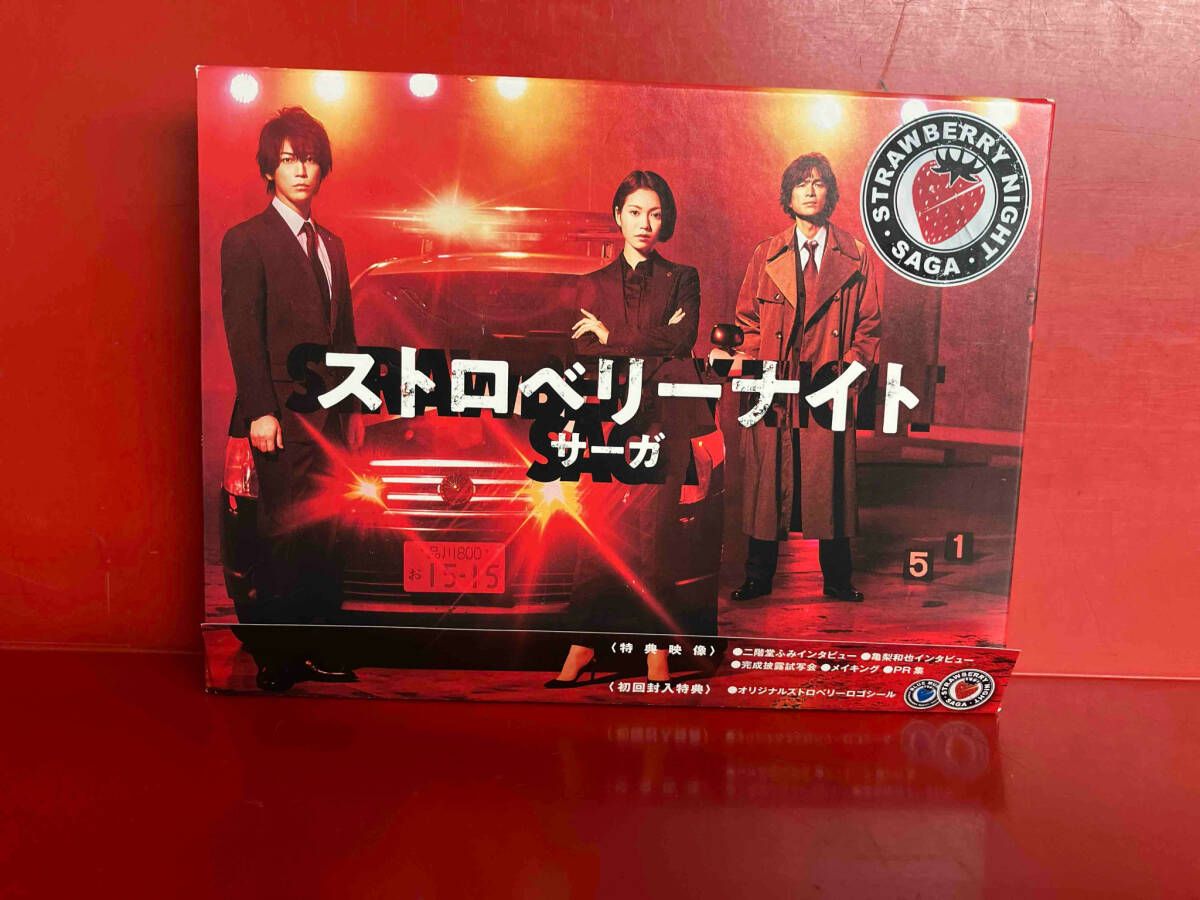 STRAWBERRY NIGHT
・SAGA・
ストロベリーナイト
サーガ
品川800
お 15-15
5 1
〈特典映像〉 ●二階堂ふみインタビュー ●亀梨和也インタビュー
●完成披露試写会 ●メイキング ●PR集
〈初回封入特典〉 ●オリジナルストロベリーロゴシール
STRAWBERRY NIGHT
・SAGA・